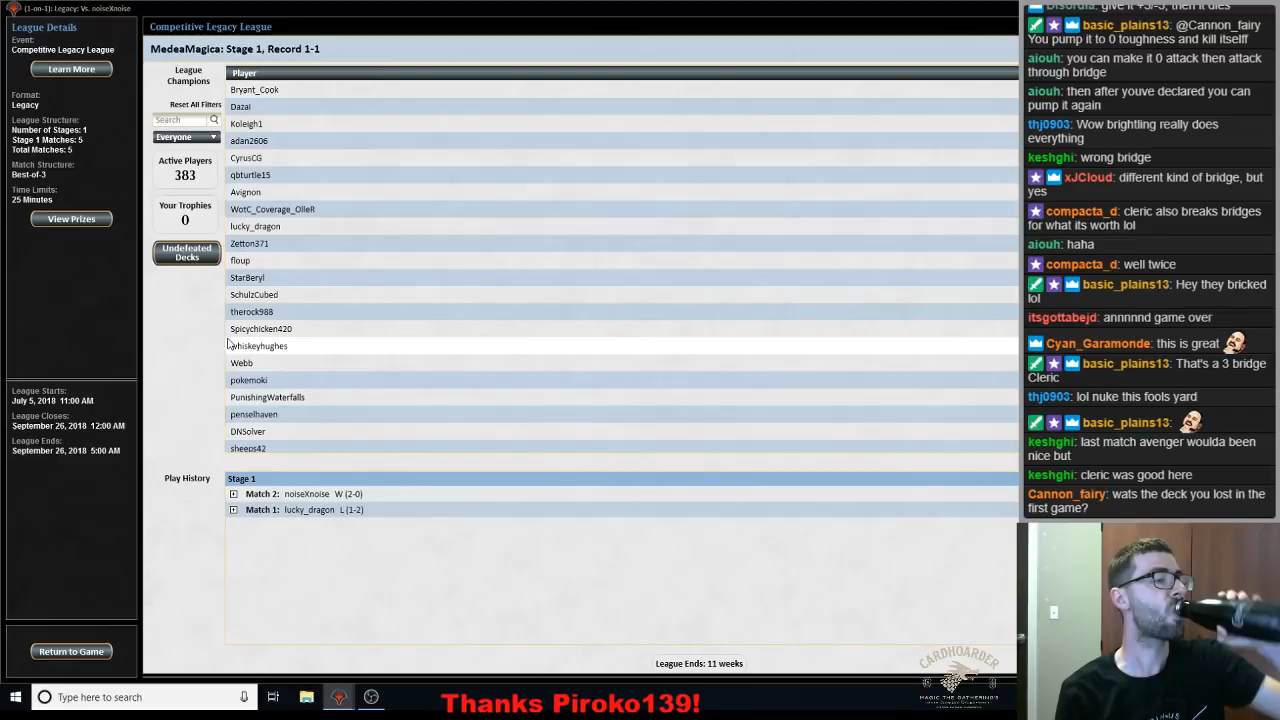 (1-on-1): Legacy: Vs. noiseXnoise
League Details
Event:
Competitive Legacy League
Learn More
Format:
Legacy
League Structure:
Number of Stages: 1
Stage 1 Matches: 5
Total Matches: 5
Match Structure:
Best-of-3
Time Limits:
25 Minutes
View Prizes
League Starts:
July 5, 2018 11:00 AM
League Closes:
September 26, 2018 12:00 AM
League Ends:
September 26, 2018 5:00 AM
Return to Game
Competitive Legacy League
MedeaMagica: Stage 1, Record 1-1
League
Champions
Reset All Filters
Search
Everyone
Active Players
383
Your Trophies
0
Undefeated
Decks
Player
Bryant_Cook
Dazai
Koleigh1
adan2606
CyrusCG
qbturtle15
Avignon
WotC_Coverage_OlleR
lucky_dragon
Zetton371
floup
StarBeryl
SchulzCubed
therock988
Spicychicken420
whiskeyhughes
Webb
pokemoki
PunishingWaterfalls
penselhaven
DNSolver
sheeps42
Play History
Stage 1
Match 2: noiseXnoise W (2-0)
Match 1: lucky_dragon L (1-2)
League Ends: 11 weeks
CARDHOARDER
MAGIC THE GATHERING'S
basic_plains13: @Cannon_fairy
You pump it to 0 toughness and kill itselff
aiouh: you can make it 0 attack then attack
through bridge
aiouh: then after youve declared you can
pump it again
thj0903: Wow brightling really does
everything
keshghi: wrong bridge
xJCloud: different kind of bridge, but
yes
compacta_d: cleric also breaks bridges
for what its worth lol
aiouh: haha
compacta_d: well twice
basic_plains13: Hey they bricked
lol
itsgottabejd: annnnnd game over
Cyan_Garamonde: this is great
basic_plains13: That's a 3 bridge
Cleric
thj0903: lol nuke this fools yard
basic_plains13:
keshghi: last match avenger woulda been
nice but
keshghi: cleric was good here
Cannon_fairy: wats the deck you lost in the
first game?
Type here to search
Thanks Piroko139!